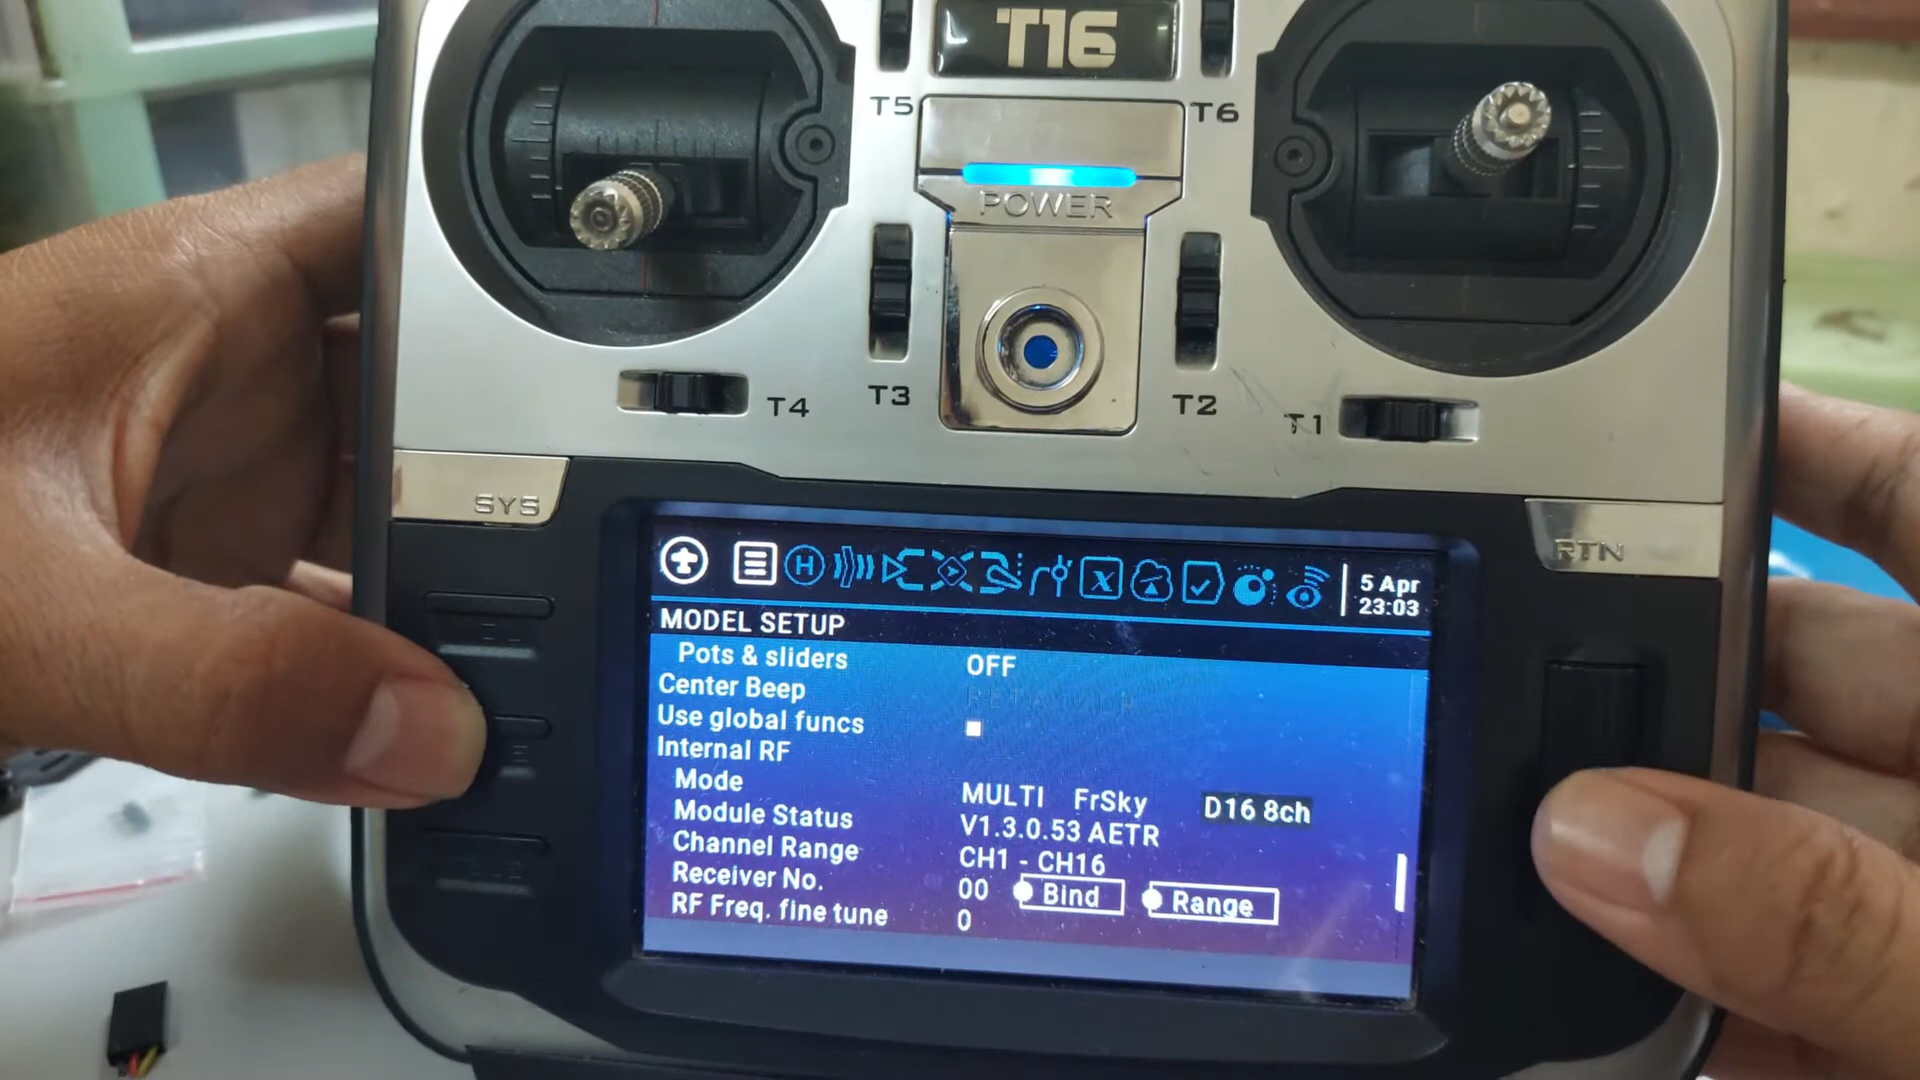 T16
T5
T6
POWER
T3
T2
T4
T1
SYS
RTN
5 Apr
23:03
MODEL SETUP
Pots & sliders OFF
Center Beep
Use global funcs
Internal RF
Mode MULTI FrSky D16 8ch
Module Status V1.3.0.53 AETR
Channel Range CH1 - CH16
Receiver No. 00 Bind Range
RF Freq. fine tune 0